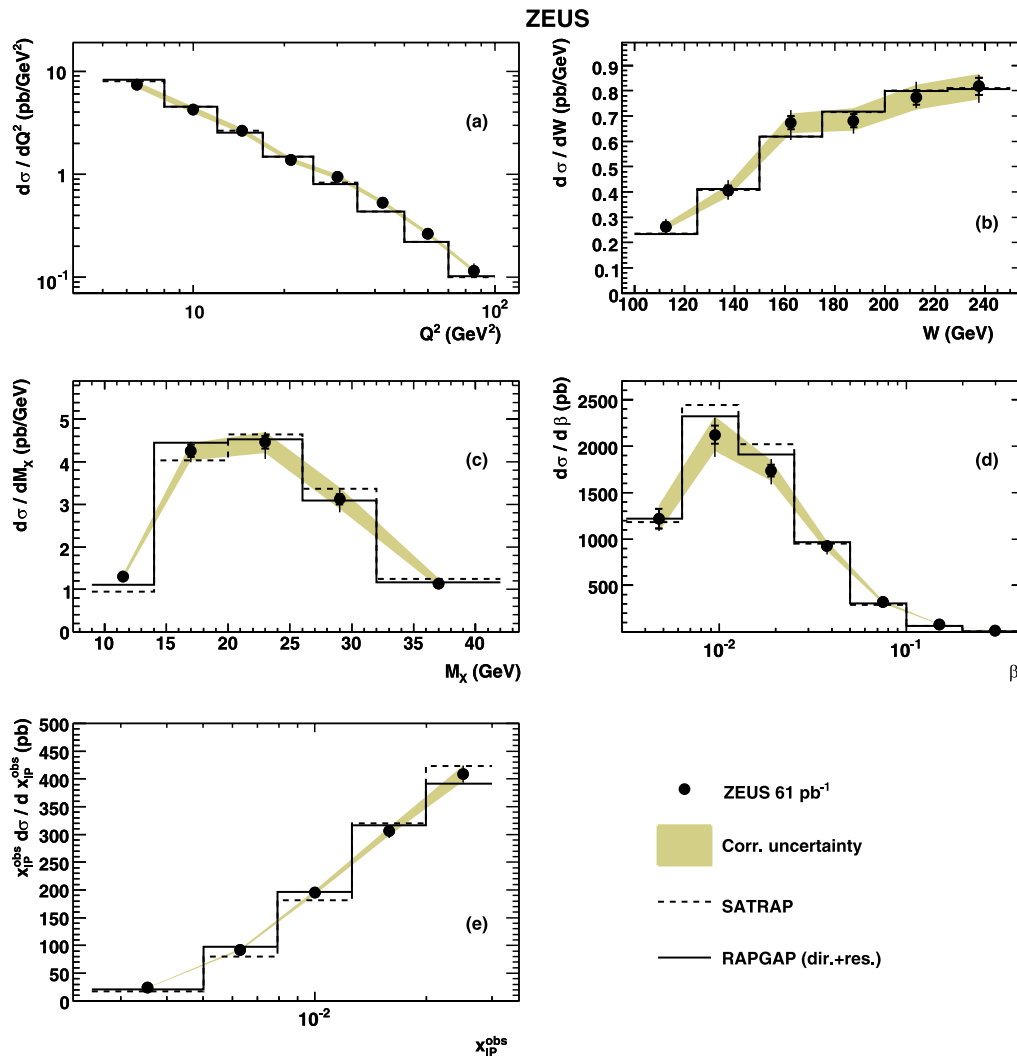 ZEUS
dσ / dQ² (pb/GeV²)
10
1
10⁻¹
(a)
10
10²
Q² (GeV²)
dσ / dW (pb/GeV)
0.9
0.8
0.7
0.6
0.5
0.4
0.3
0.2
0.1
0
(b)
100 120 140 160 180 200 220 240
W (GeV)
dσ / dM_X (pb/GeV)
5
4
3
2
1
0
(c)
10 15 20 25 30 35 40
M_X (GeV)
dσ / d β (pb)
2500
2000
1500
1000
500
(d)
10⁻²
10⁻¹
β
x_IP^obs dσ / d x_IP^obs (pb)
500
450
400
350
300
250
200
150
100
50
0
(e)
10⁻²
x_IP^obs
ZEUS 61 pb⁻¹
Corr. uncertainty
SATRAP
RAPGAP (dir.+res.)